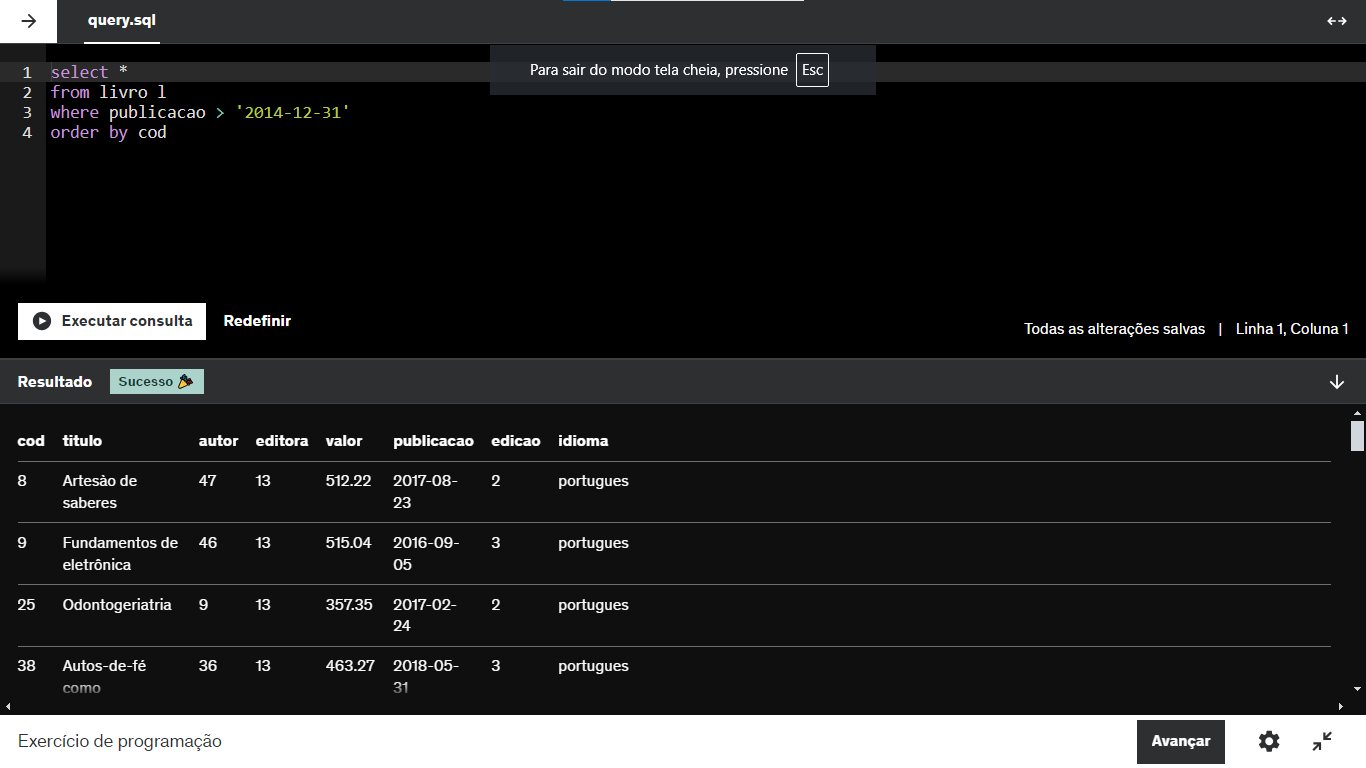 query.sql
Para sair do modo tela cheia, pressione Esc
1 select *
2 from livro l
3 where publicacao > '2014-12-31'
4 order by cod
Executar consulta Redefinir
Todas as alterações salvas | Linha 1, Coluna 1
Resultado Sucesso 🎉
cod titulo autor editora valor publicacao edicao idioma
8 Artesão de 47 13 512.22 2017-08- 2 portugues
saberes 23
9 Fundamentos de 46 13 515.04 2016-09- 3 portugues
eletrônica 05
25 Odontogeriatria 9 13 357.35 2017-02- 2 portugues
24
38 Autos-de-fé 36 13 463.27 2018-05- 3 portugues
como 31
Exercício de programação Avançar